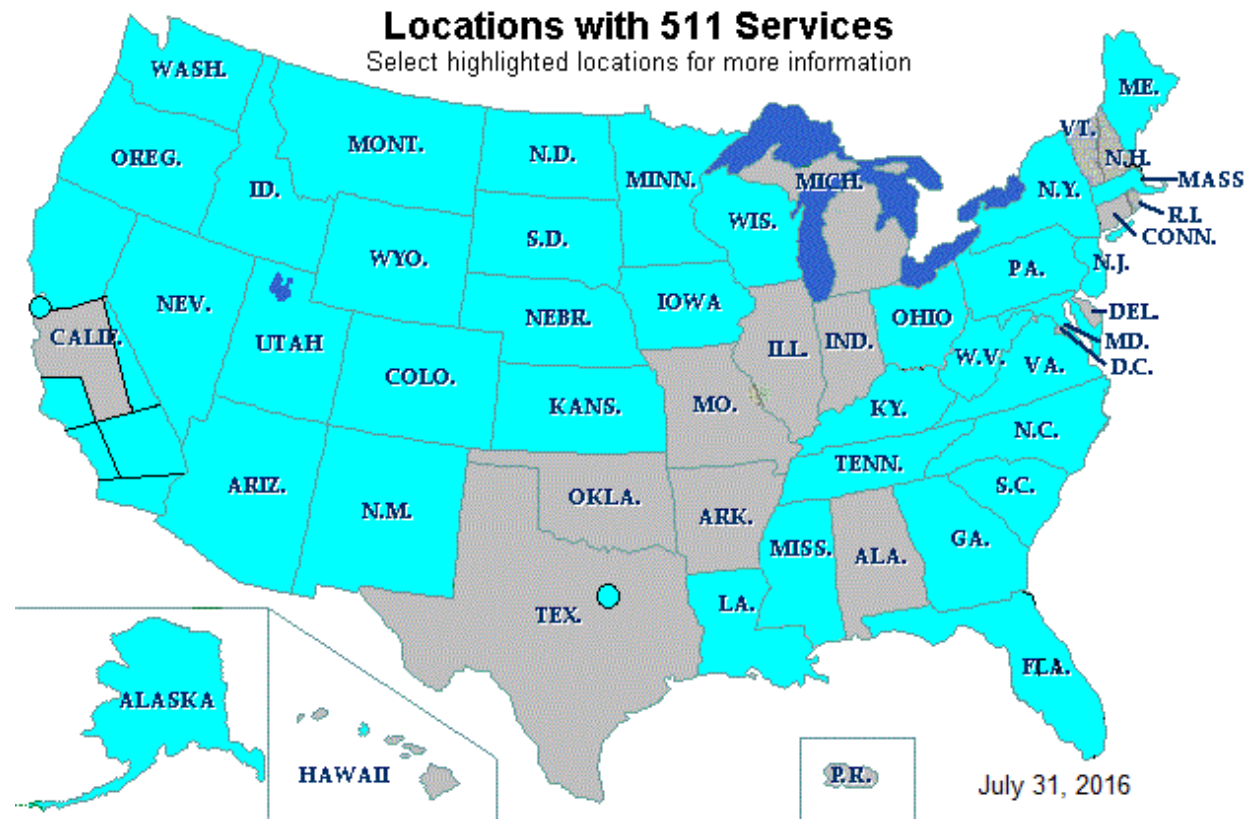 Locations with 511 Services
Select highlighted locations for more information
WASH.
ME.
VT.
MONT.
OREG.
N.D.
N.H.
MINN.
MICH.
MASS
ID.
N.Y.
R.I.
WIS.
CONN.
S.D.
WYO.
PA.
N.J.
NEV.
IOWA
DEL.
NEBR.
OHIO
CALIF.
UTAH
ILL.
IND.
MD.
W.V.
VA.
D.C.
COLO.
KANS.
MO.
KY.
N.C.
TENN.
ARIZ.
S.C.
OKLA.
N.M.
ARK.
GA.
MISS.
ALA.
TEX.
LA.
FLA.
ALASKA
HAWAII
P.R.
July 31, 2016